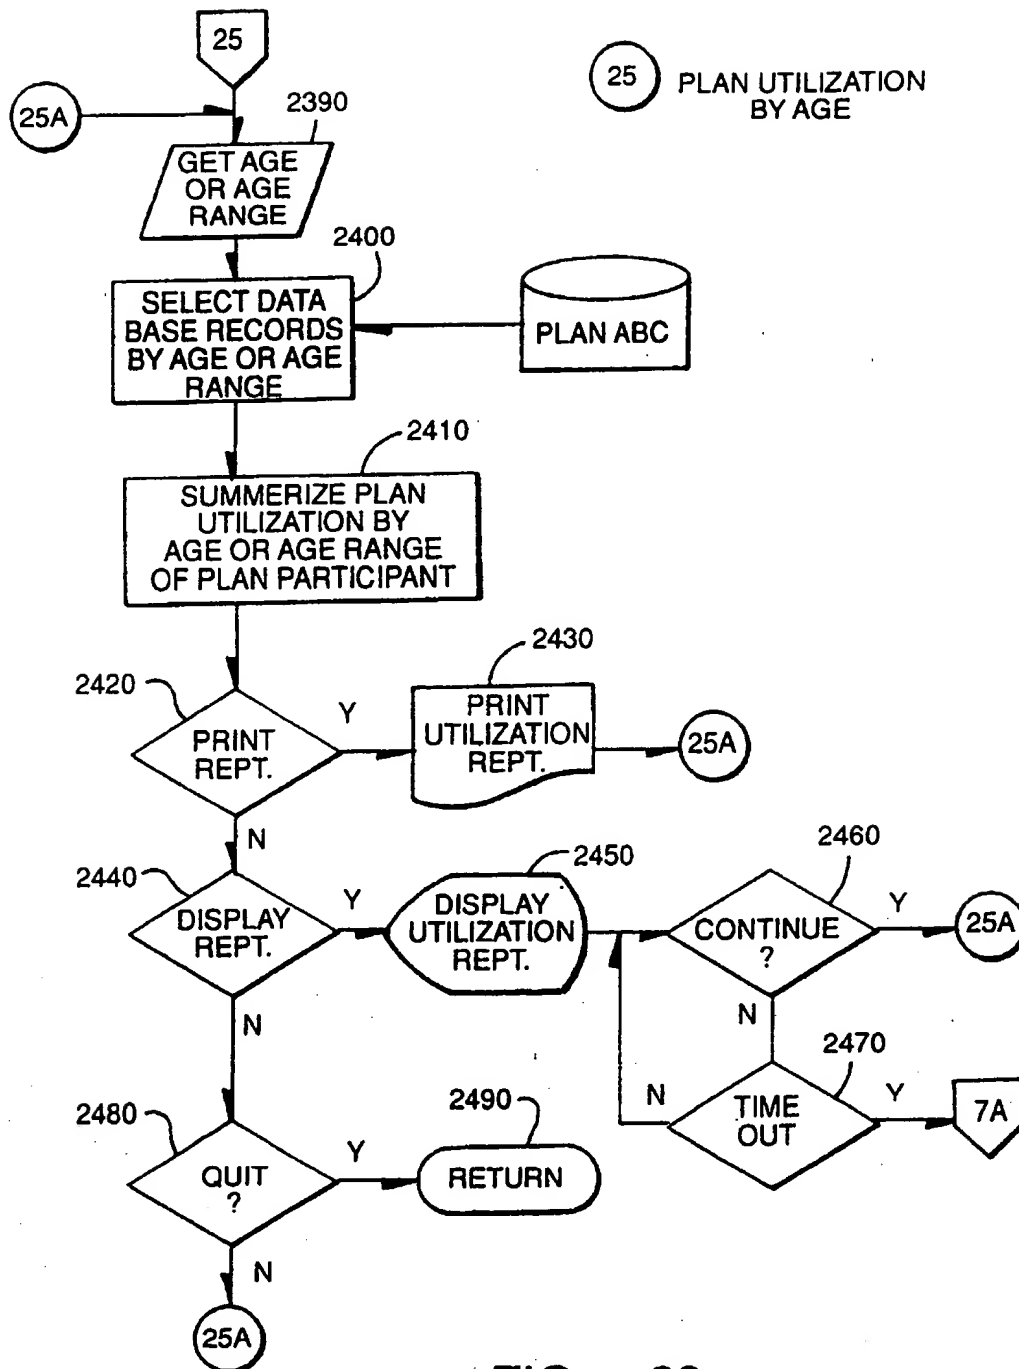 25
25
PLAN UTILIZATION
BY AGE
25A
2390
GET AGE
OR AGE
RANGE
2400
SELECT DATA
BASE RECORDS
BY AGE OR AGE
RANGE
PLAN ABC
2410
SUMMERIZE PLAN
UTILIZATION BY
AGE OR AGE RANGE
OF PLAN PARTICIPANT
2420
PRINT
REPT.
Y
2430
PRINT
UTILIZATION
REPT.
25A
N
2440
DISPLAY
REPT.
Y
2450
DISPLAY
UTILIZATION
REPT.
2460
CONTINUE
?
Y
25A
N
2470
TIME
OUT
N
Y
7A
N
2480
QUIT
?
Y
2490
RETURN
N
25A